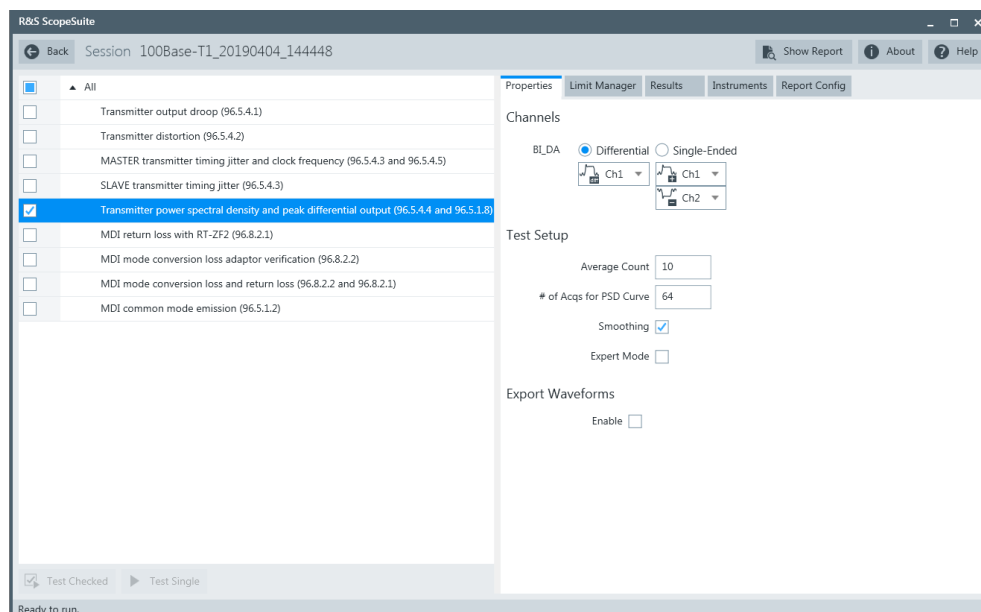 R&S ScopeSuite
Back Session 100Base-T1_20190404_144448 Show Report About Help
All
Transmitter output droop (96.5.4.1)
Transmitter distortion (96.5.4.2)
MASTER transmitter timing jitter and clock frequency (96.5.4.3 and 96.5.4.5)
SLAVE transmitter timing jitter (96.5.4.3)
Transmitter power spectral density and peak differential output (96.5.4.4 and 96.5.1.8)
MDI return loss with RT-ZF2 (96.8.2.1)
MDI mode conversion loss adaptor verification (96.8.2.2)
MDI mode conversion loss and return loss (96.8.2.2 and 96.8.2.1)
MDI common mode emission (96.5.1.2)
Test Checked Test Single
Properties Limit Manager Results Instruments Report Config
Channels
BI_DA Differential Single-Ended
Ch1 Ch1
Ch2
Test Setup
Average Count 10
# of Acqs for PSD Curve 64
Smoothing
Expert Mode
Export Waveforms
Enable
Ready to run.